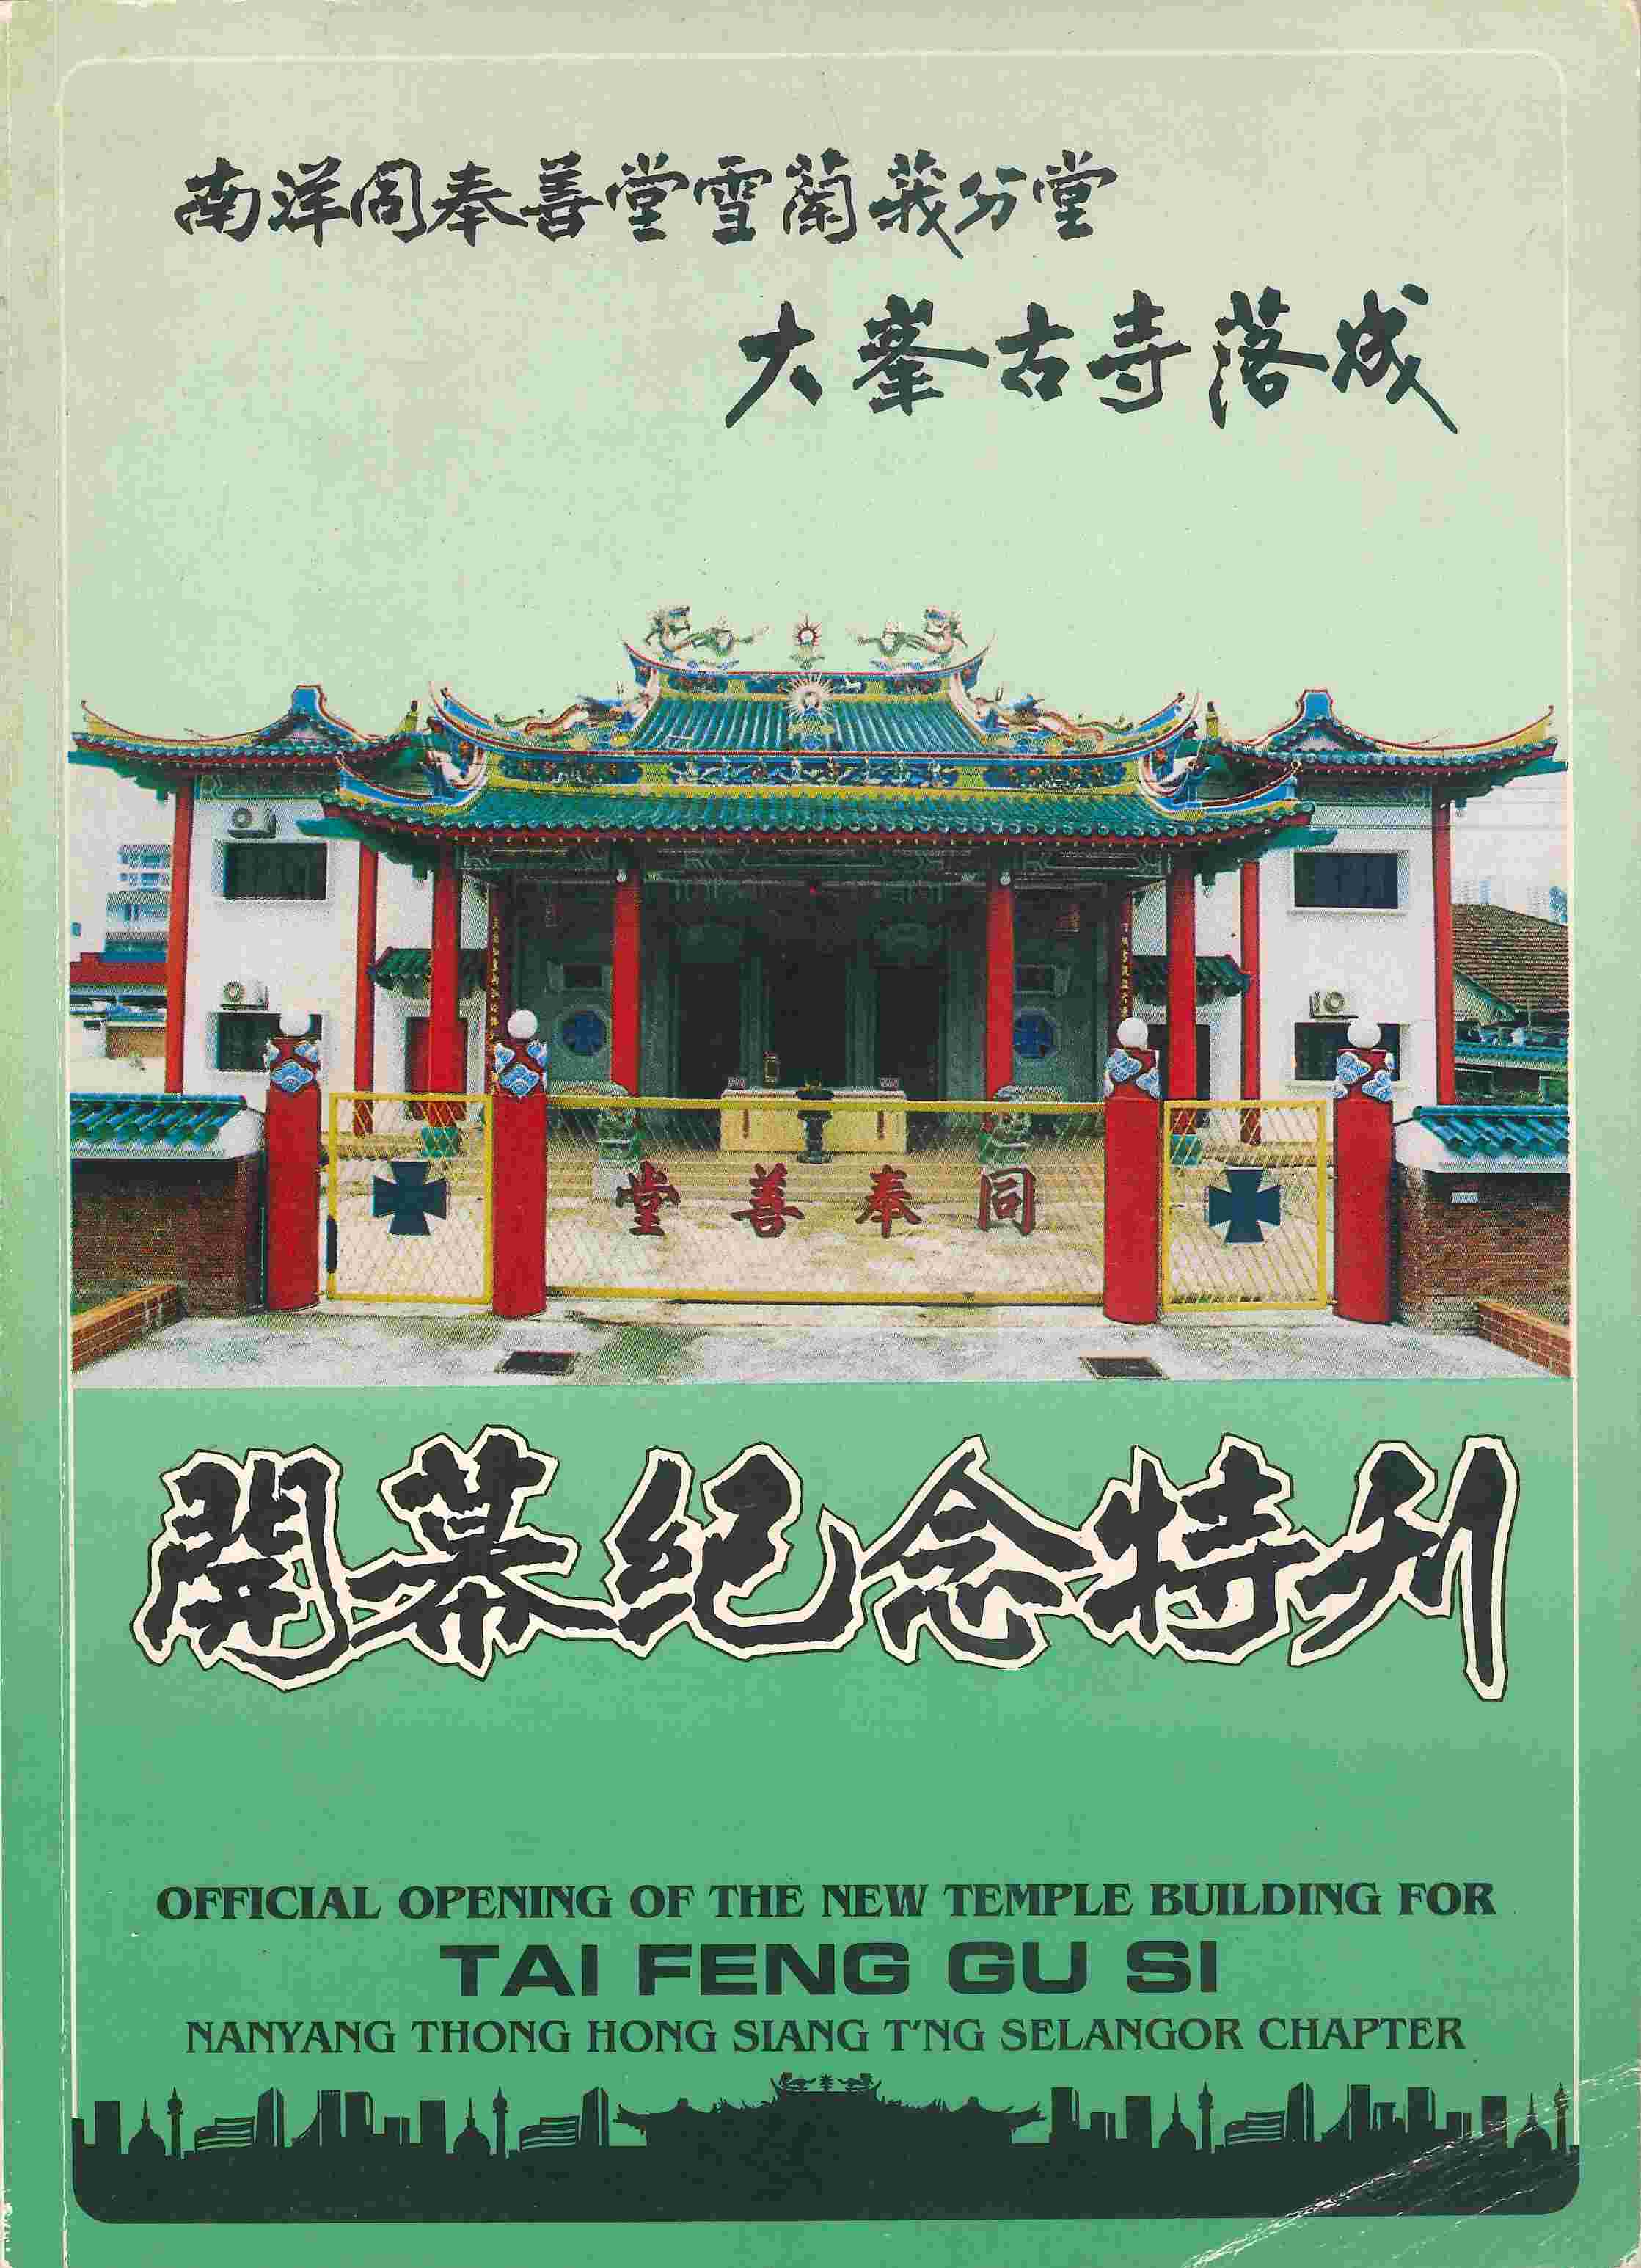 南洋同奉善堂雪蘭莪分堂
大峯古寺落成
堂善奉同
開幕纪念特刋
OFFICIAL OPENING OF THE NEW TEMPLE BUILDING FOR
TAI FENG GU SI
NANYANG THONG HONG SIANG T'NG SELANGOR CHAPTER